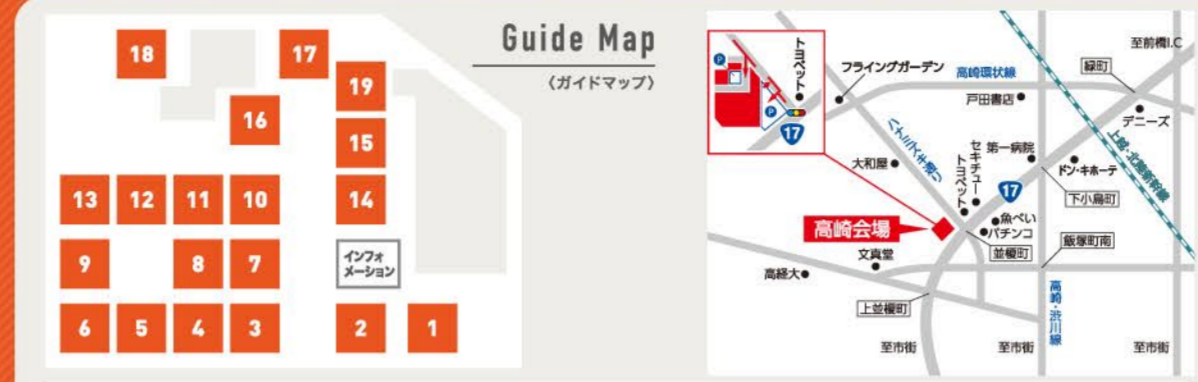 Guide Map
〈ガイドマップ〉
18
17
19
16
15
13
12
11
10
14
9
8
7
インフォ
メーション
6
5
4
3
2
1
至前橋I.C
緑町
フライングガーデン
高崎環状線
戸田書店
デニーズ
トヨペット
P
P
17
ハナミズキ通り
上越・北陸新幹線
大和屋
セキチュー
トヨペット
第一病院
ドン・キホーテ
17
下小鳥町
高崎会場
魚べい
パチンコ
並榎町
飯塚町南
文真堂
高経大
上並榎町
高崎・渋川線
至市街
至市街
至市街